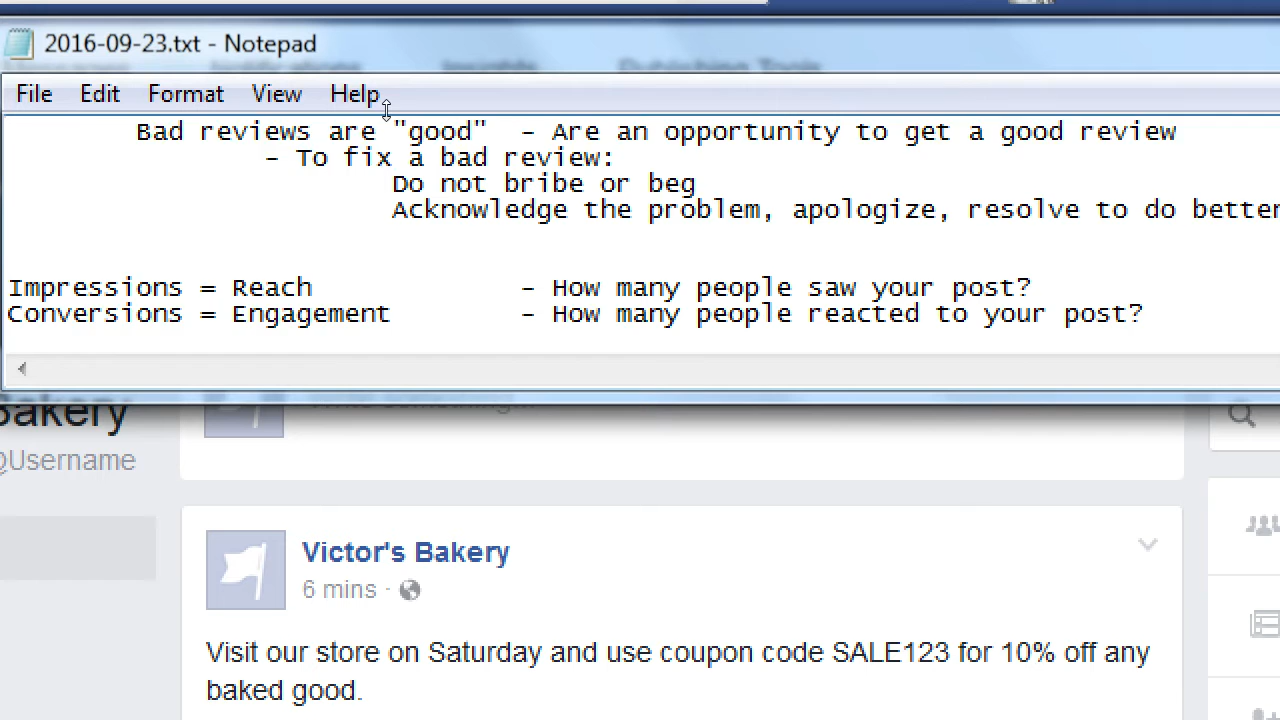 2016-09-23.txt - Notepad
File Edit Format View Help
Bad reviews are "good" - Are an opportunity to get a good review
- To fix a bad review:
Do not bribe or beg
Acknowledge the problem, apologize, resolve to do better
Impressions = Reach - How many people saw your post?
Conversions = Engagement - How many people reacted to your post?
Bakery
@Username
Victor's Bakery
6 mins ·
Visit our store on Saturday and use coupon code SALE123 for 10% off any
baked good.